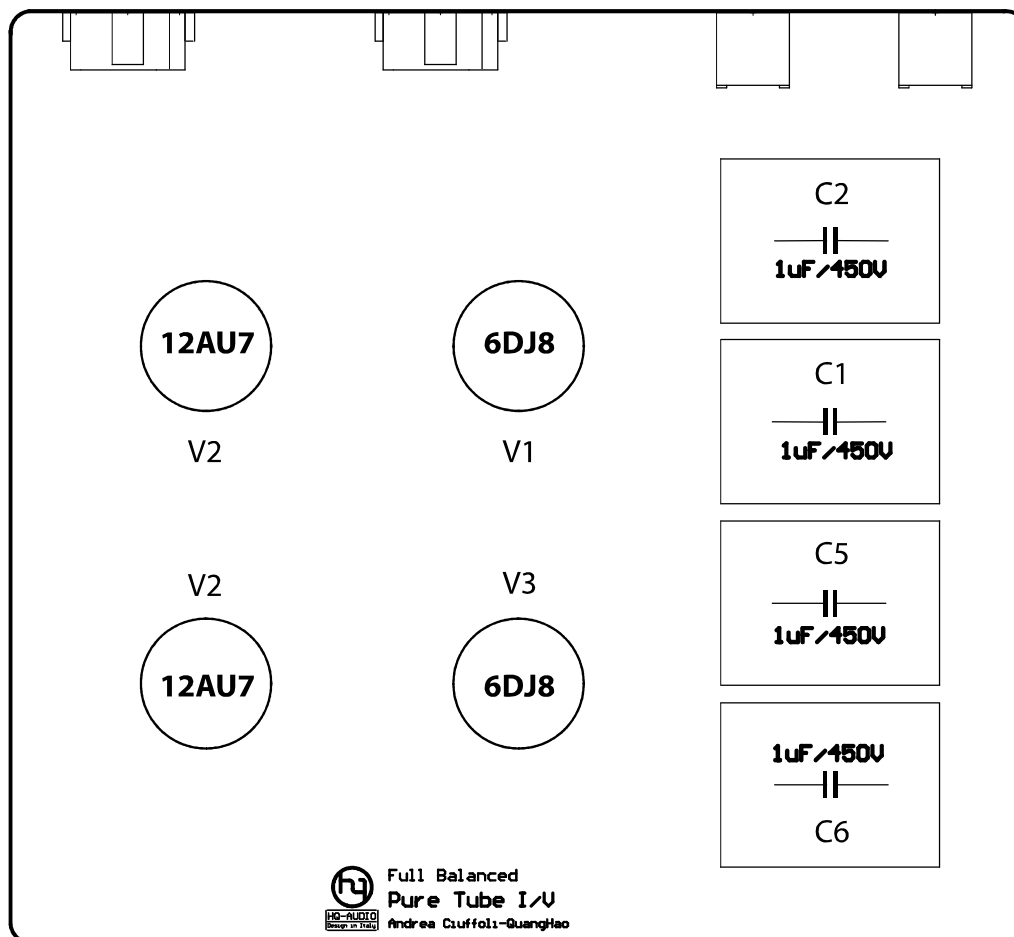 C2
1uF/450V
12AU7
6DJ8
V2
V1
C1
1uF/450V
V2
V3
C5
1uF/450V
12AU7
6DJ8
1uF/450V
C6
hq
HQ-AUDIO
Design in Italy
Full Balanced
Pure Tube I/V
Andrea Ciuffoli-QuangHao